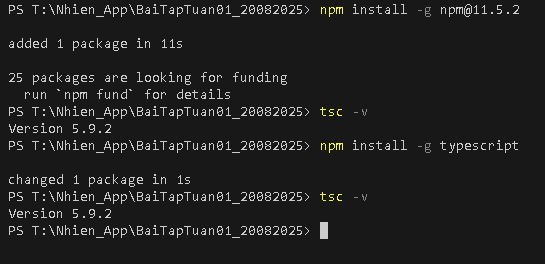 PS T:\Nhien_App\BaiTapTuan01_20082025> npm install -g npm@11.5.2
added 1 package in 11s
25 packages are looking for funding
  run `npm fund` for details
PS T:\Nhien_App\BaiTapTuan01_20082025> tsc -v
Version 5.9.2
PS T:\Nhien_App\BaiTapTuan01_20082025> npm install -g typescript
changed 1 package in 1s
PS T:\Nhien_App\BaiTapTuan01_20082025> tsc -v
Version 5.9.2
PS T:\Nhien_App\BaiTapTuan01_20082025>